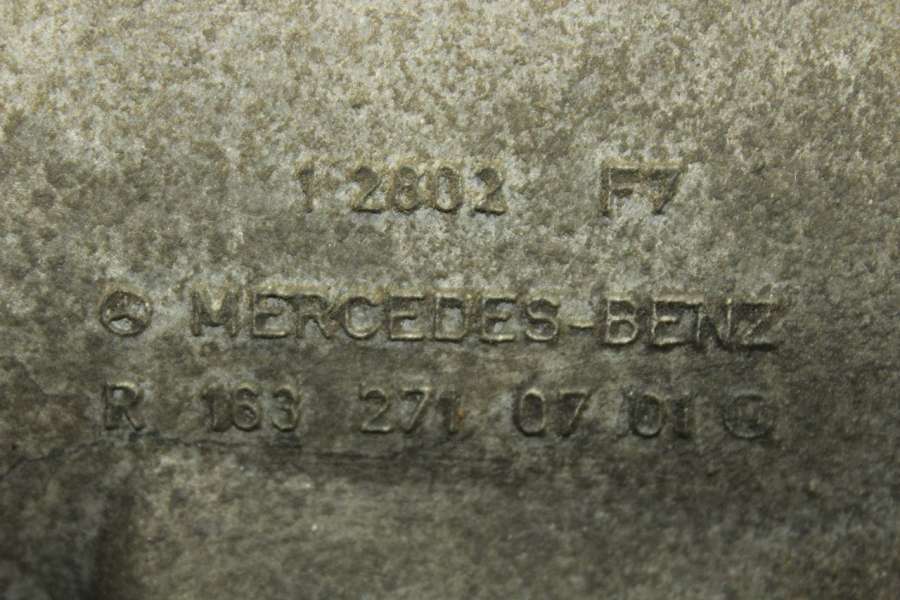 1 2802 F7
MERCEDES-BENZ
R 163 271 07 01 G